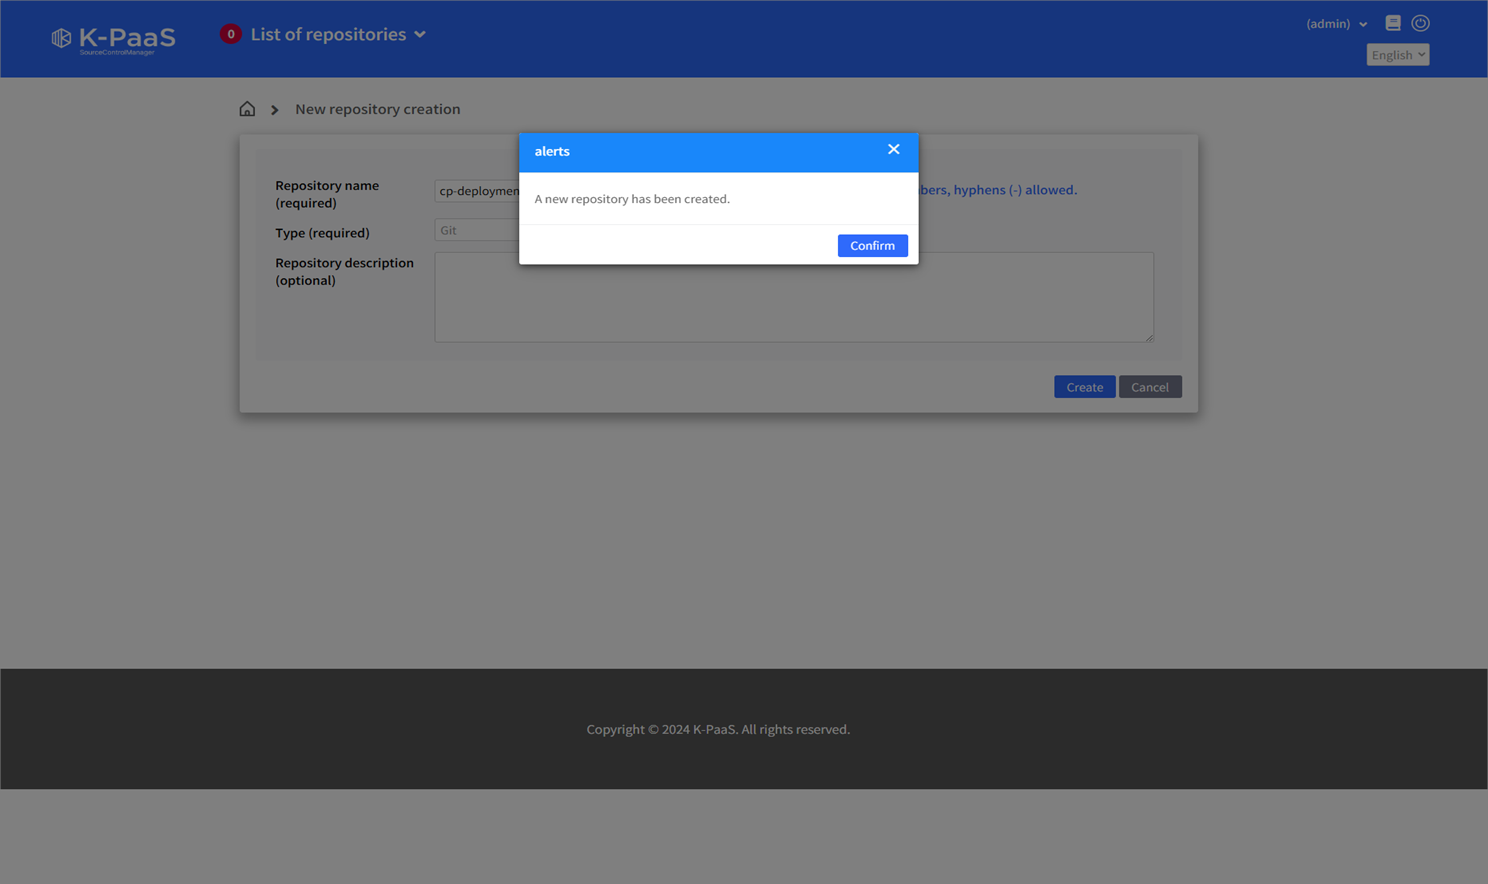 K-PaaS
SourceControlManager
0 List of repositories
(admin)
English
New repository creation
alerts
A new repository has been created.
Confirm
Repository name
(required)
cp-deploymen
hyphens (-) allowed.
Type (required)
Git
Repository description
(optional)
Create Cancel
Copyright © 2024 K-PaaS. All rights reserved.